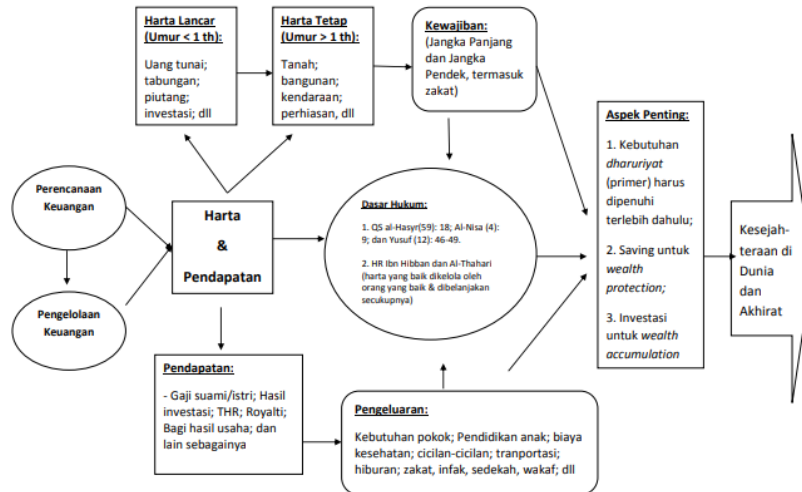 Harta Lancar
(Umur < 1 th):
Uang tunai;
tabungan;
piutang;
investasi; dll
Harta Tetap
(Umur > 1 th):
Tanah;
bangunan;
kendaraan;
perhiasan, dll
Kewajiban:
(Jangka Panjang
dan Jangka
Pendek, termasuk
zakat)
Perencanaan
Keuangan
Pengelolaan
Keuangan
Harta
&
Pendapatan
Dasar Hukum:
1. QS al-Hasyr(59): 18; Al-Nisa (4):
9; dan Yusuf (12): 46-49.
2. HR Ibn Hibban dan Al-Thahari
(harta yang baik dikelola oleh
orang yang baik & dibelanjakan
secukupnya)
Aspek Penting:
1. Kebutuhan
dharuriyat
(primer) harus
dipenuhi
terlebih dahulu;
2. Saving untuk
wealth
protection;
3. Investasi
untuk wealth
accumulation
Kesejah-
teraan di
Dunia
dan
Akhirat
Pendapatan:
- Gaji suami/istri; Hasil
investasi; THR; Royalti;
Bagi hasil usaha; dan
lain sebagainya
Pengeluaran:
Kebutuhan pokok; Pendidikan anak; biaya
kesehatan; cicilan-cicilan; tranportasi;
hiburan; zakat, infak, sedekah, wakaf; dll